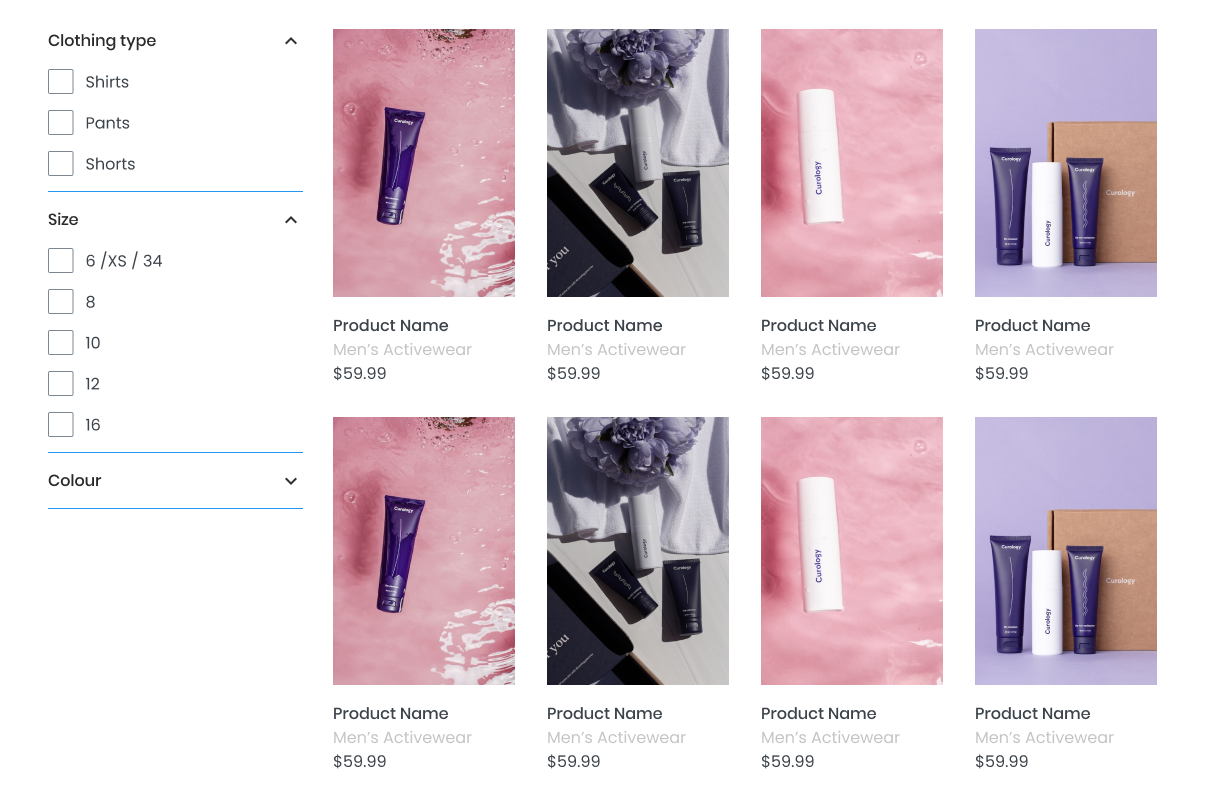 Clothing type
Shirts
Pants
Shorts
Size
6 /XS / 34
8
10
12
16
Colour
Curology
Curology
Curology
Curology
r you
Curology
Curology
Curology
Curology
Curology
Product Name
Product Name
Product Name
Product Name
Men’s Activewear
Men’s Activewear
Men’s Activewear
Men’s Activewear
$59.99
$59.99
$59.99
$59.99
Curology
Curology
Curology
Curology
r you
Curology
Curology
Curology
Curology
Curology
Product Name
Product Name
Product Name
Product Name
Men’s Activewear
Men’s Activewear
Men’s Activewear
Men’s Activewear
$59.99
$59.99
$59.99
$59.99